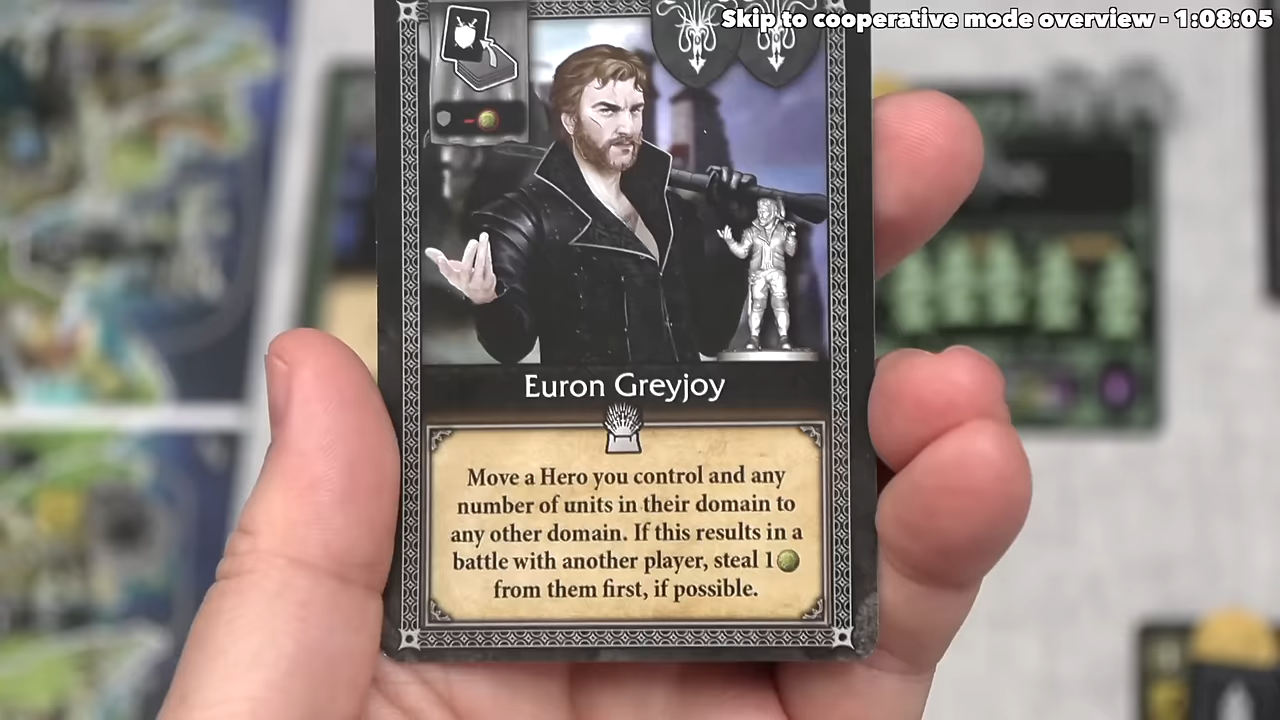 Skip to cooperative mode overview - 1:08:05
Euron Greyjoy
Move a Hero you control and any
number of units in their domain to
any other domain. If this results in a
battle with another player, steal 1
from them first, if possible.